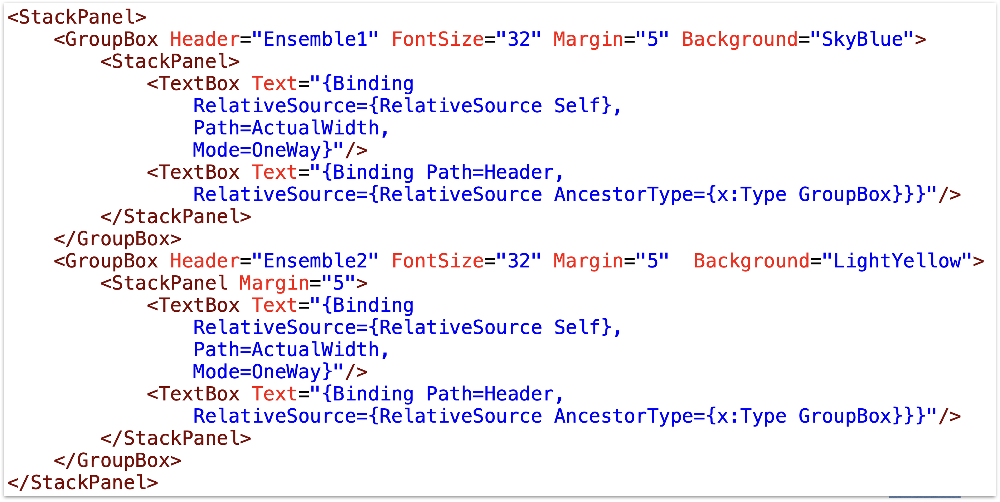 <StackPanel>
    <GroupBox Header="Ensemble1" FontSize="32" Margin="5" Background="SkyBlue">
        <StackPanel>
            <TextBox Text="{Binding
                RelativeSource={RelativeSource Self},
                Path=ActualWidth,
                Mode=OneWay}"/>
            <TextBox Text="{Binding Path=Header,
                RelativeSource={RelativeSource AncestorType={x:Type GroupBox}}}"/>
        </StackPanel>
    </GroupBox>
    <GroupBox Header="Ensemble2" FontSize="32" Margin="5"  Background="LightYellow">
        <StackPanel Margin="5">
            <TextBox Text="{Binding
                RelativeSource={RelativeSource Self},
                Path=ActualWidth,
                Mode=OneWay}"/>
            <TextBox Text="{Binding Path=Header,
                RelativeSource={RelativeSource AncestorType={x:Type GroupBox}}}"/>
        </StackPanel>
    </GroupBox>
</StackPanel>